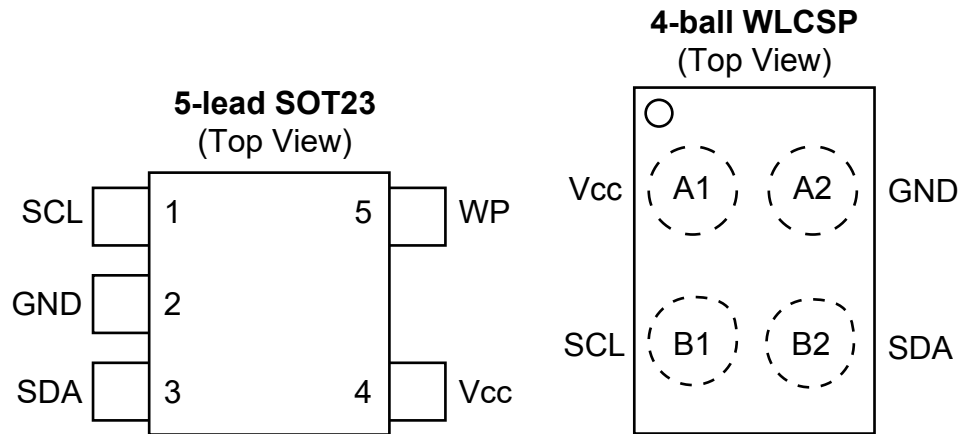 5-lead SOT23
(Top View)
SCL 1 5 WP
GND 2
SDA 3 4 Vcc
4-ball WLCSP
(Top View)
Vcc A1 A2 GND
SCL B1 B2 SDA